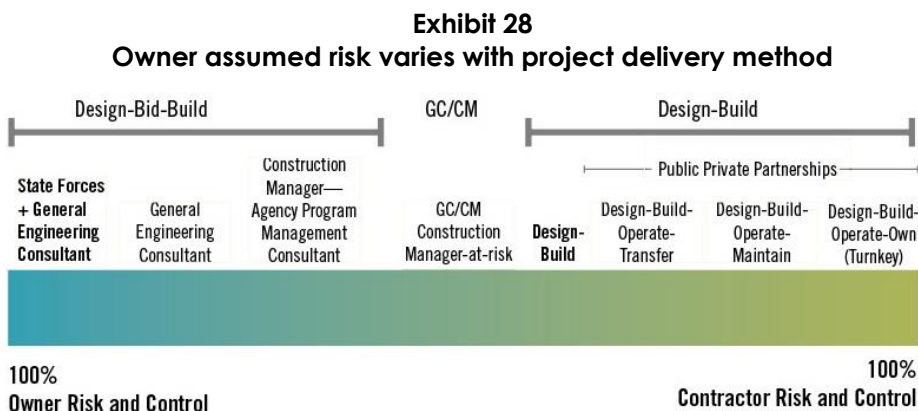 Exhibit 28
Owner assumed risk varies with project delivery method
Design-Bid-Build
GC/CM
Design-Build
Public Private Partnerships
State Forces
+ General
Engineering
Consultant
General
Engineering
Consultant
Construction
Manager—
Agency Program
Management
Consultant
GC/CM
Construction
Manager-at-risk
Design-
Build
Design-Build-
Operate-
Transfer
Design-Build-
Operate-
Maintain
Design-Build-
Operate-Own
(Turnkey)
100%
Owner Risk and Control
100%
Contractor Risk and Control